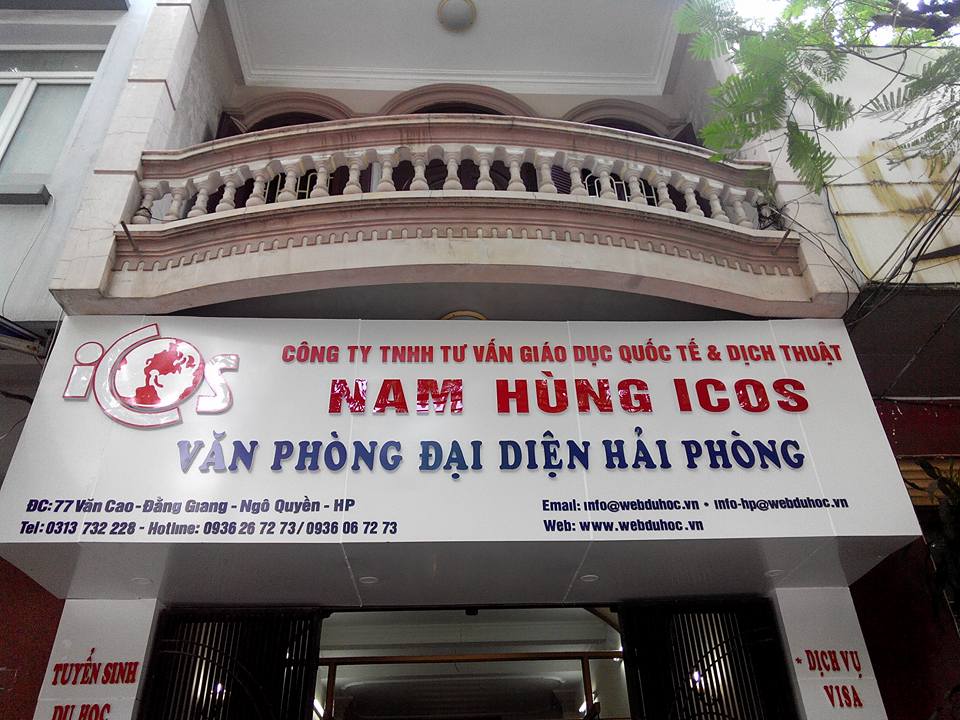 iCOs
CÔNG TY TNHH TƯ VẤN GIÁO DỤC QUỐC TẾ & DỊCH THUẬT
NAM HÙNG ICOS
VĂN PHÒNG ĐẠI DIỆN HẢI PHÒNG
ĐC: 77 Văn Cao - Đằng Giang - Ngô Quyền - HP
Tel: 0313 732 228 - Hotline: 0936 26 72 73 / 0936 06 72 73
Email: info@webduhoc.vn • info-hp@webduhoc.vn
Web: www.webduhoc.vn
TUYỂN SINH
DU HỌC
* DỊCH VỤ
VISA